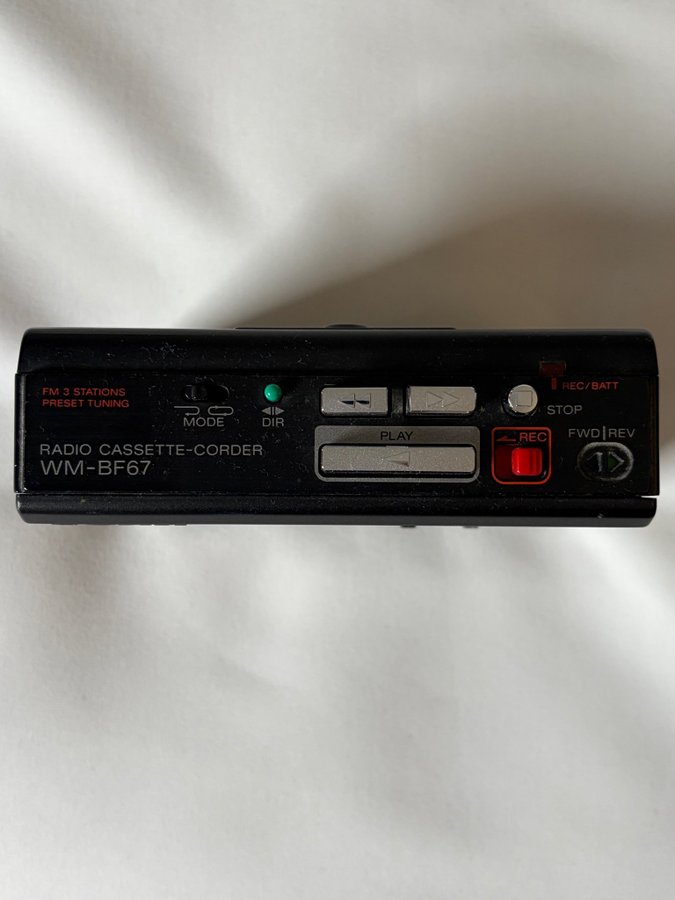 FM 3 STATIONS
PRESET TUNING
MODE
DIR
REC/BATT
STOP
RADIO CASSETTE-CORDER
WM-BF67
PLAY
REC
FWD|REV